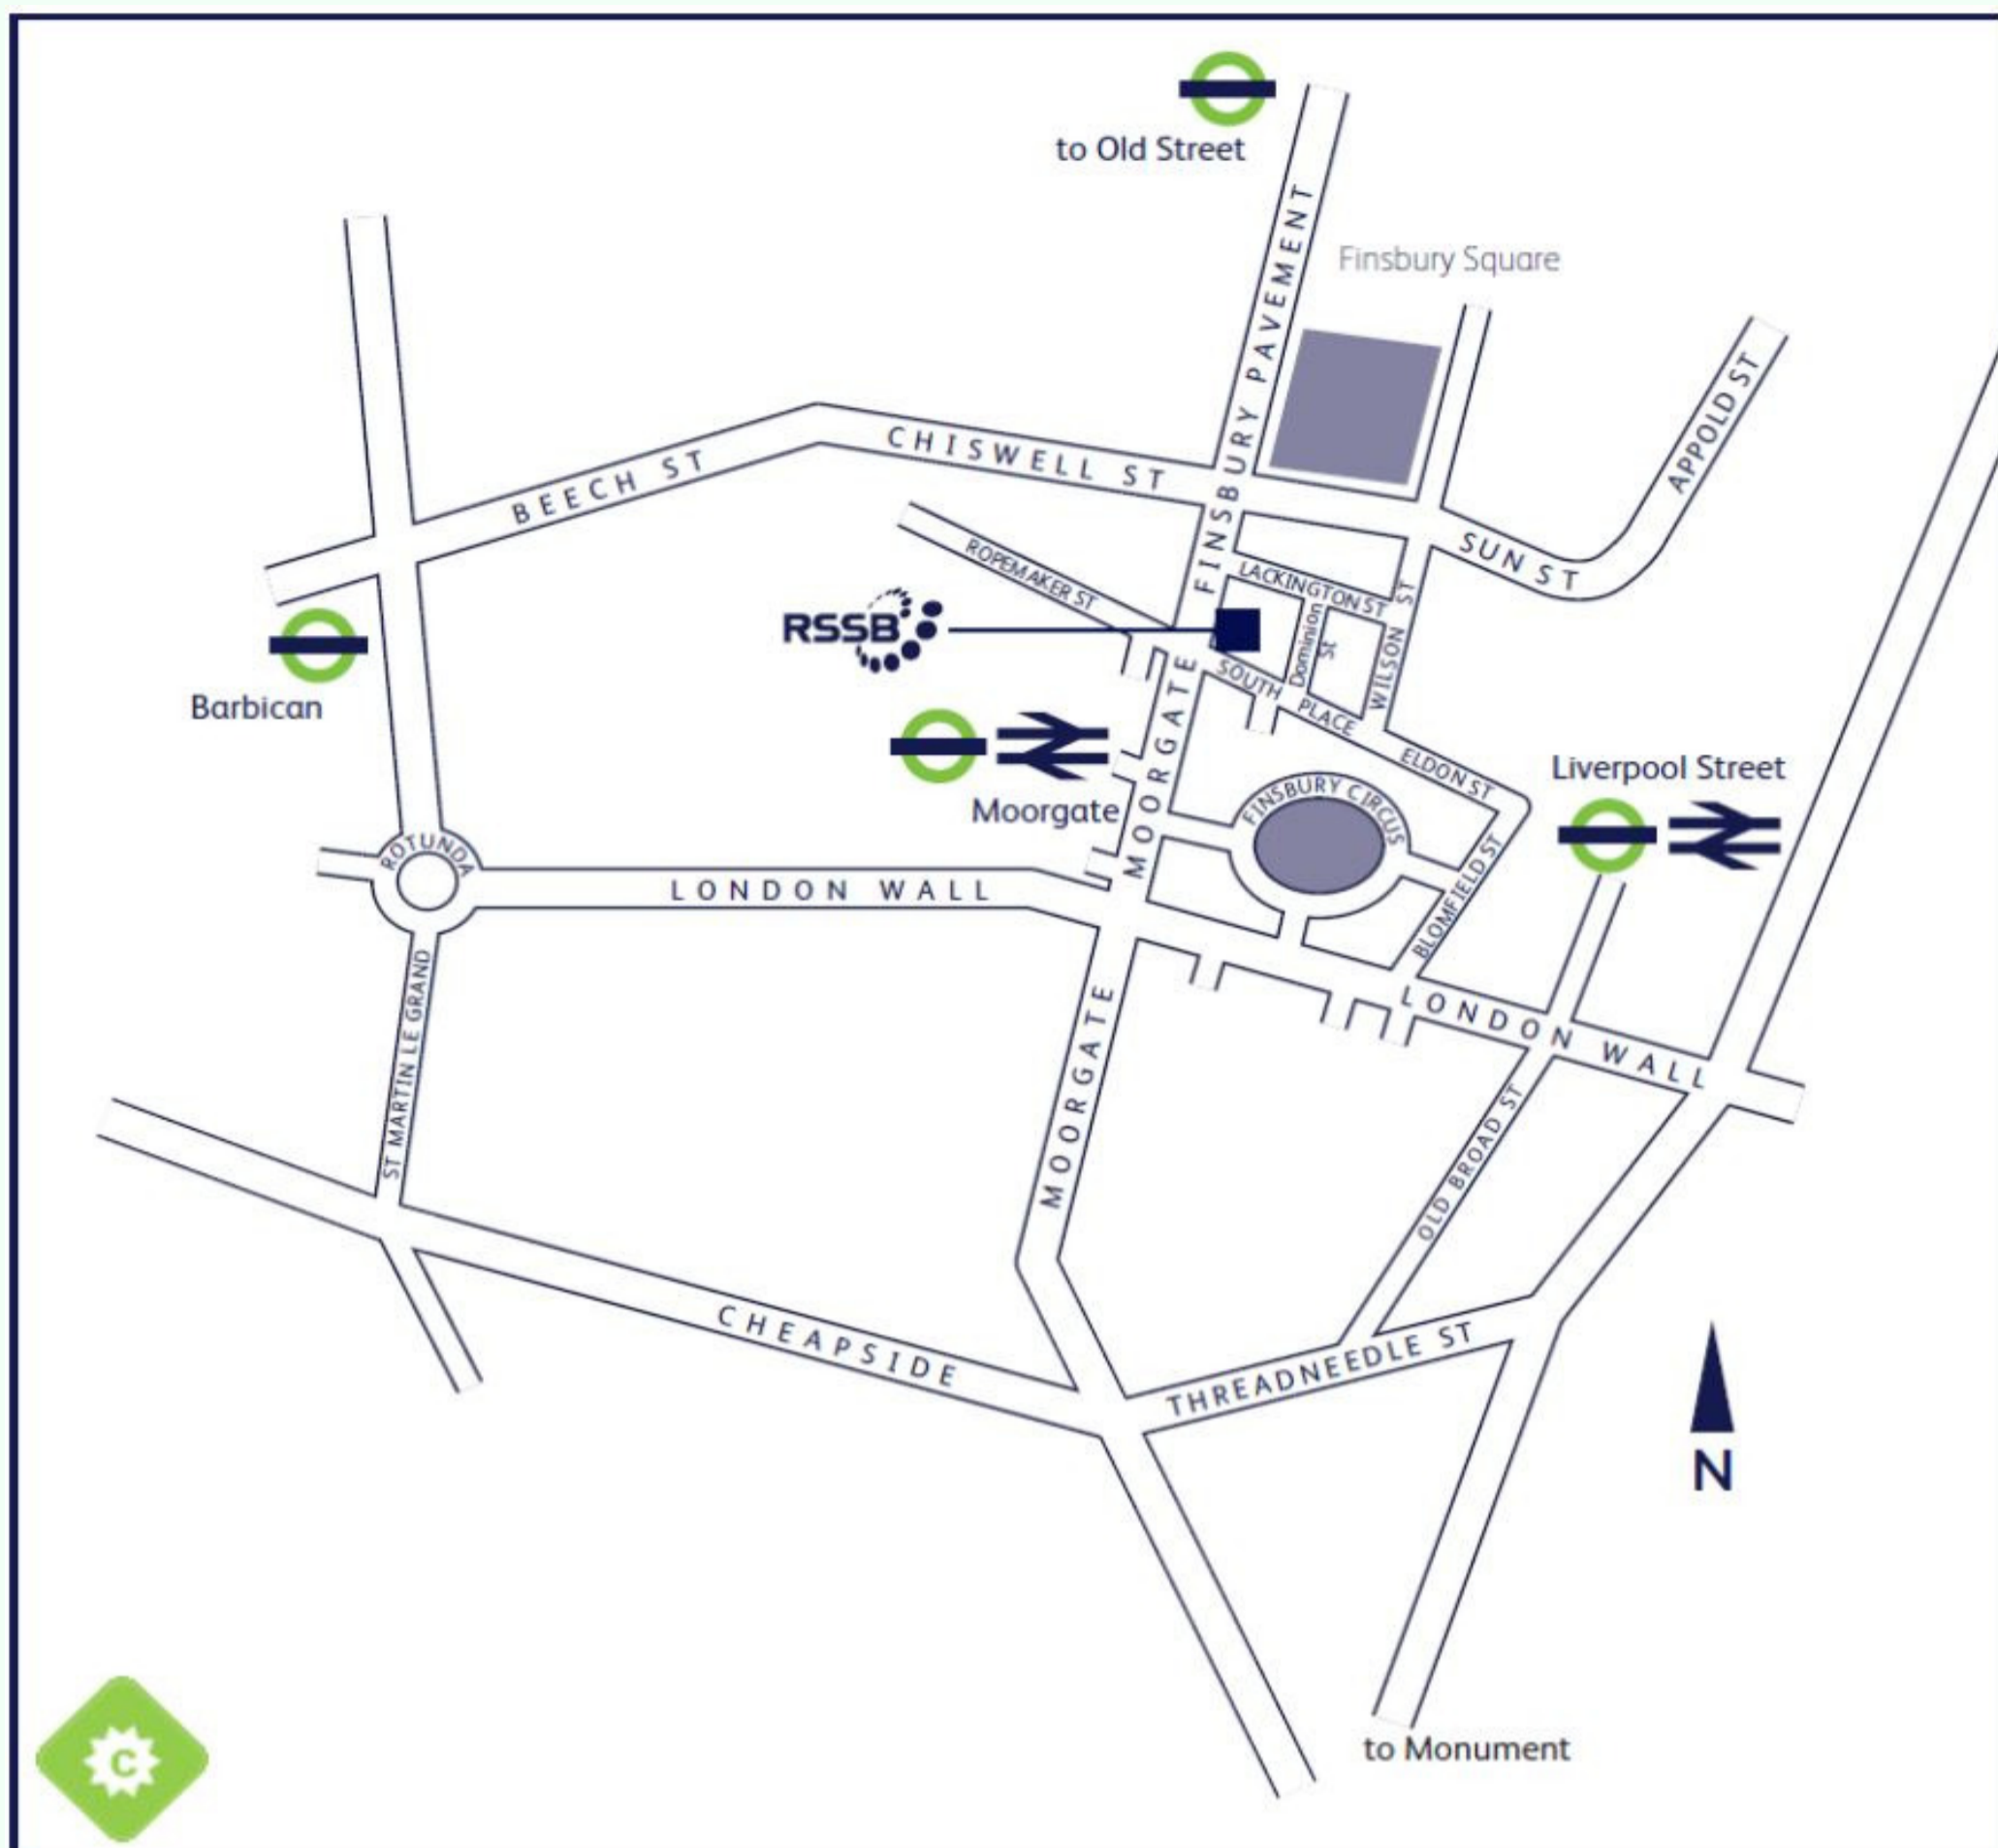 to Old Street
FINSBURY PAVEMENT
Finsbury Square
APPOLD ST
CHISWELL ST
BEECH ST
SUN ST
ROPEMAKER ST
LACKINGTON ST
WILSON ST
Dominion
St
RSSB
SOUTH PLACE
Barbican
MOORGATE
ELDON ST
Liverpool Street
Moorgate
FINSBURY CIRCUS
ROTUNDA
LONDON WALL
BLOMFIELD ST
ST MARTIN LE GRAND
MOORGATE
LONDON WALL
OLD BROAD ST
CHEAPSIDE
THREADNEEDLE ST
N
to Monument
C